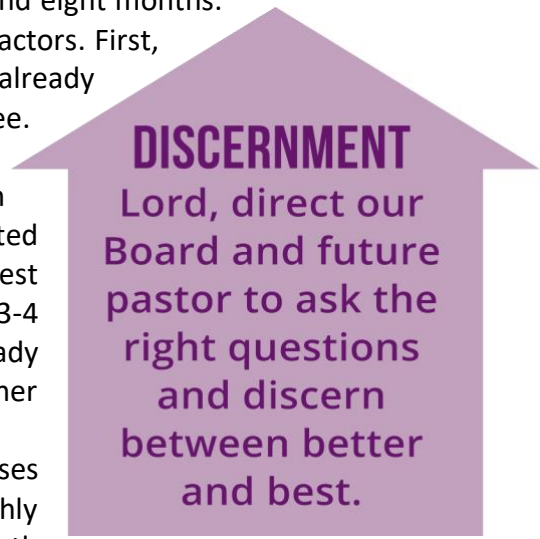 nd eight months.
actors. First,
already
ee.
DISCERNMENT
Lord, direct our
Board and future
pastor to ask the
right questions
and discern
between better
and best.
n
ted
est
3-4
ady
her
ses
hly